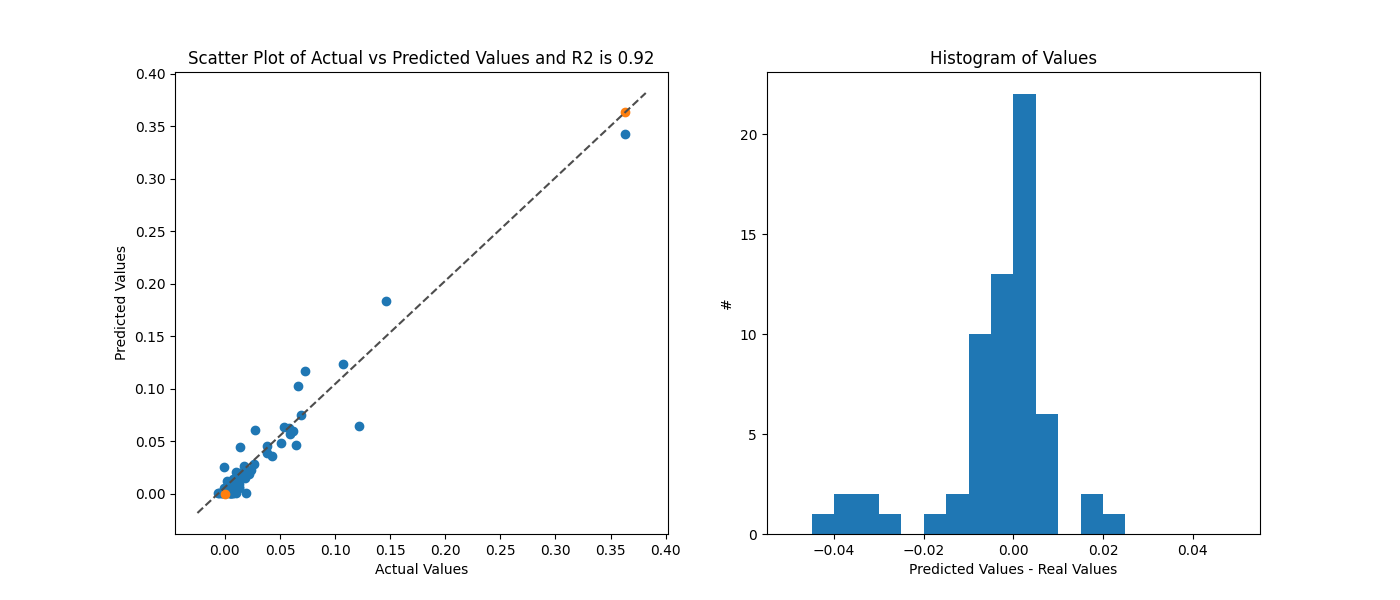 Scatter Plot of Actual vs Predicted Values and R2 is 0.92
0.40
0.35
0.30
0.25
0.20
0.15
0.10
0.05
0.00
Predicted Values
0.00 0.05 0.10 0.15 0.20 0.25 0.30 0.35 0.40
Actual Values
Histogram of Values
20
15
10
5
0
#
−0.04 −0.02 0.00 0.02 0.04
Predicted Values - Real Values